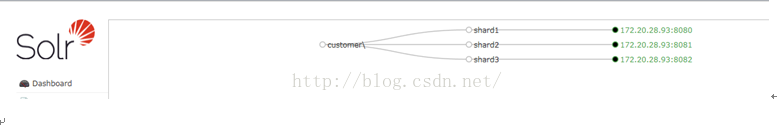 Solr
Dashboard
customer\
shard1
shard2
shard3
172.20.28.93:8080
172.20.28.93:8081
172.20.28.93:8082
http://blog.csdn.net/